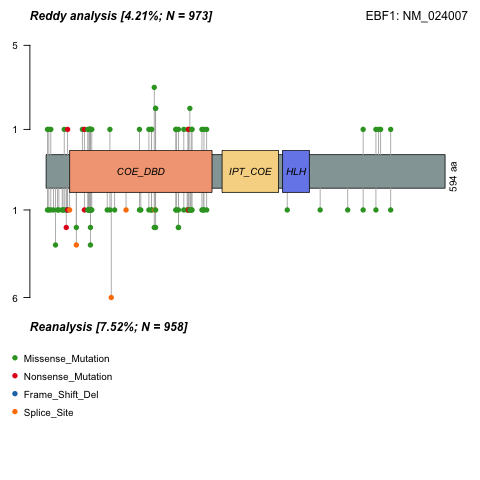 Reddy analysis [4.21%; N = 973]
EBF1: NM_024007
5
1
COE_DBD
IPT_COE
HLH
594 aa
1
6
Reanalysis [7.52%; N = 958]
Missense_Mutation
Nonsense_Mutation
Frame_Shift_Del
Splice_Site